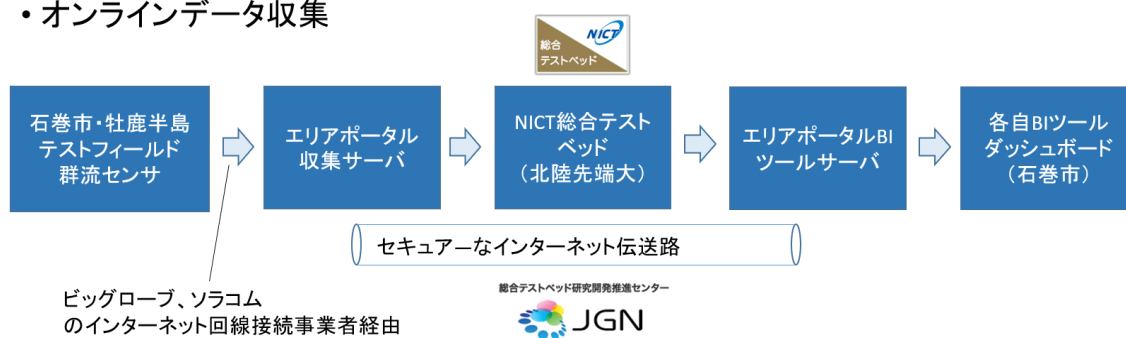 ・オンラインデータ収集
NICT
総合
テストベッド
石巻市・牡鹿半島
テストフィールド
群流センサ
エリアポータル
収集サーバ
NICT総合テスト
ベッド
（北陸先端大）
エリアポータルBI
ツールサーバ
各自BIツール
ダッシュボード
（石巻市）
セキュアーなインターネット伝送路
ビッグローブ、ソラコム
のインターネット回線接続事業者経由
総合テストベッド研究開発推進センター
JGN